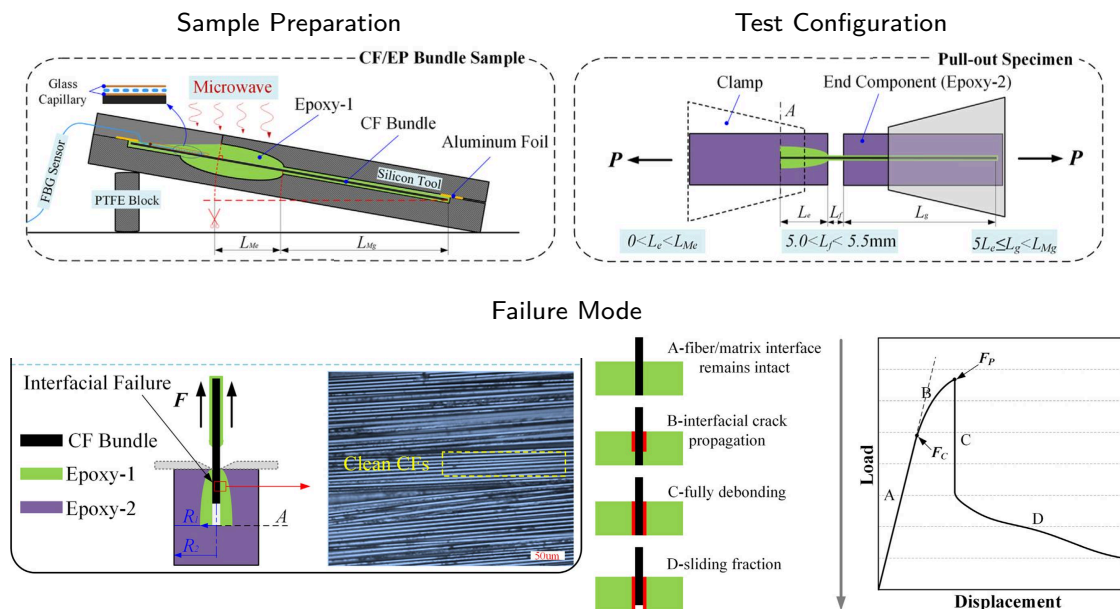 Sample Preparation
Test Configuration
CF/EP Bundle Sample
Glass
Capillary
Microwave
Epoxy-1
CF Bundle
Aluminum Foil
FBG Sensor
PTFE Block
Silicon Tool
L_Me
L_Mg
Pull-out Specimen
Clamp
End Component (Epoxy-2)
A
P
P
L_e
L_f
L_g
0<L_e<L_Me
5.0<L_f< 5.5mm
5L_e≤L_g<L_Mg
Failure Mode
Interfacial Failure
F
CF Bundle
Epoxy-1
Epoxy-2
R_1
A
R_2
Clean CFs
50um
A-fiber/matrix interface
remains intact
B-interfacial crack
propagation
C-fully debonding
D-sliding fraction
Load
F_P
B
C
F_C
A
D
Displacement